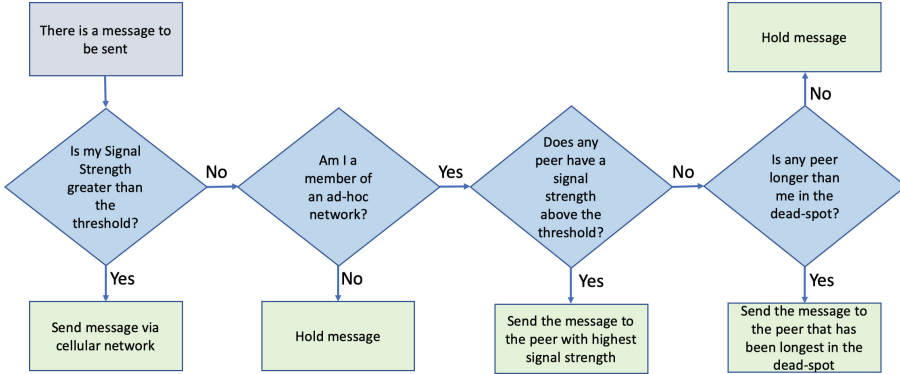 There is a message to
be sent
Is my Signal
Strength
greater than
the
threshold?
Yes
Send message via
cellular network
No
Am I a
member of
an ad-hoc
network?
No
Hold message
Yes
Does any
peer have a
signal
strength
above the
threshold?
Yes
Send the message to
the peer with highest
signal strength
No
Is any peer
longer than
me in the
dead-spot?
No
Hold message
Yes
Send the message to
the peer that has
been longest in the
dead-spot